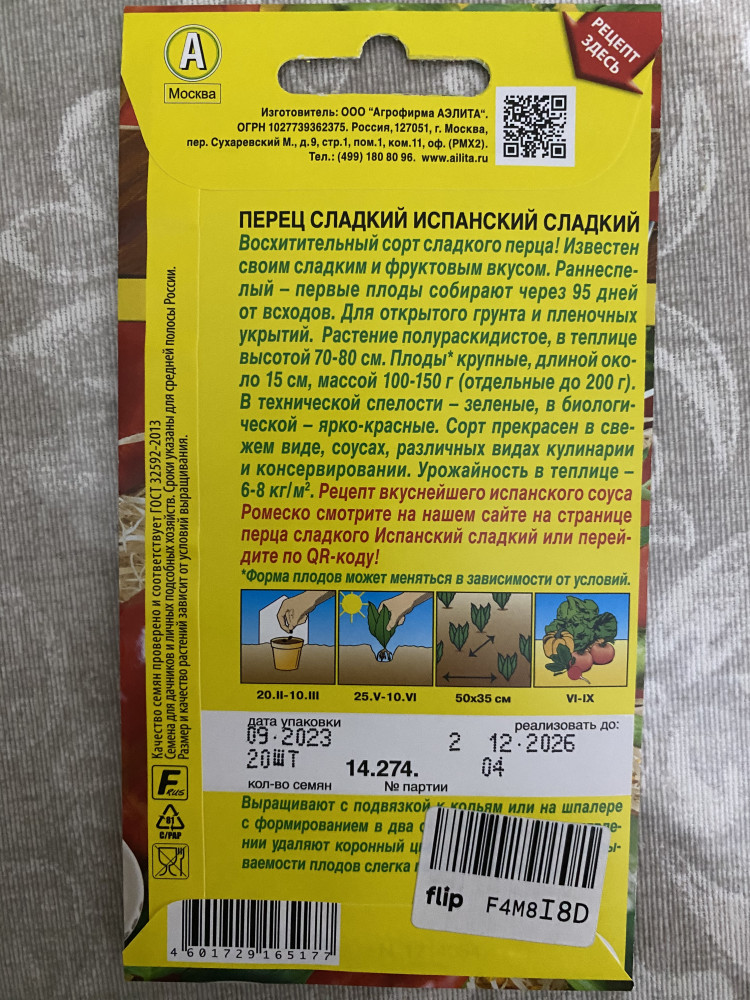 А
Москва
РЕЦЕПТ
ЗДЕСЬ
Изготовитель: ООО "Агрофирма АЭЛИТА".
ОГРН 1027739362375. Россия,127051, г. Москва,
пер. Сухаревский М., д.9, стр.1, пом.1, ком.11, оф. (РМХ2).
Тел.: (499) 180 80 96. www.ailita.ru
ПЕРЕЦ СЛАДКИЙ ИСПАНСКИЙ СЛАДКИЙ
Восхитительный сорт сладкого перца! Известен
своим сладким и фруктовым вкусом. Раннеспе-
лый – первые плоды собирают через 95 дней
от всходов. Для открытого грунта и пленочных
укрытий. Растение полураскидистое, в теплице
высотой 70-80 см. Плоды* крупные, длиной око-
ло 15 см, массой 100-150 г (отдельные до 200 г).
В технической спелости – зеленые, в биологи-
ческой – ярко-красные. Сорт прекрасен в све-
жем виде, соусах, различных видах кулинарии
и консервировании. Урожайность в теплице –
6-8 кг/м². Рецепт вкуснейшего испанского соуса
Ромеско смотрите на нашем сайте на странице
перца сладкого Испанский сладкий или перей-
дите по QR-коду!
*Форма плодов может меняться в зависимости от условий.
20.II-10.III
25.V-10.VI
50х35 см
VI-IX
дата упаковки
реализовать до:
09.2023
2 12.2026
20ШТ
14.274.
04
кол-во семян
№ партии
Выращивают с подвязкой к кольям или на шпалере
с формированием в два
нии удаляют коронный
ваемости плодов слегка
flip
F4M8I8D
4601729165177
Качество семян проверено и соответствует ГОСТ 32592-2013
Семена для дачников и личных подсобных хозяйств. Сроки указаны для средней полосы России.
Размер и качество растений зависит от условий выращивания.
F RUS
81
C/PAP